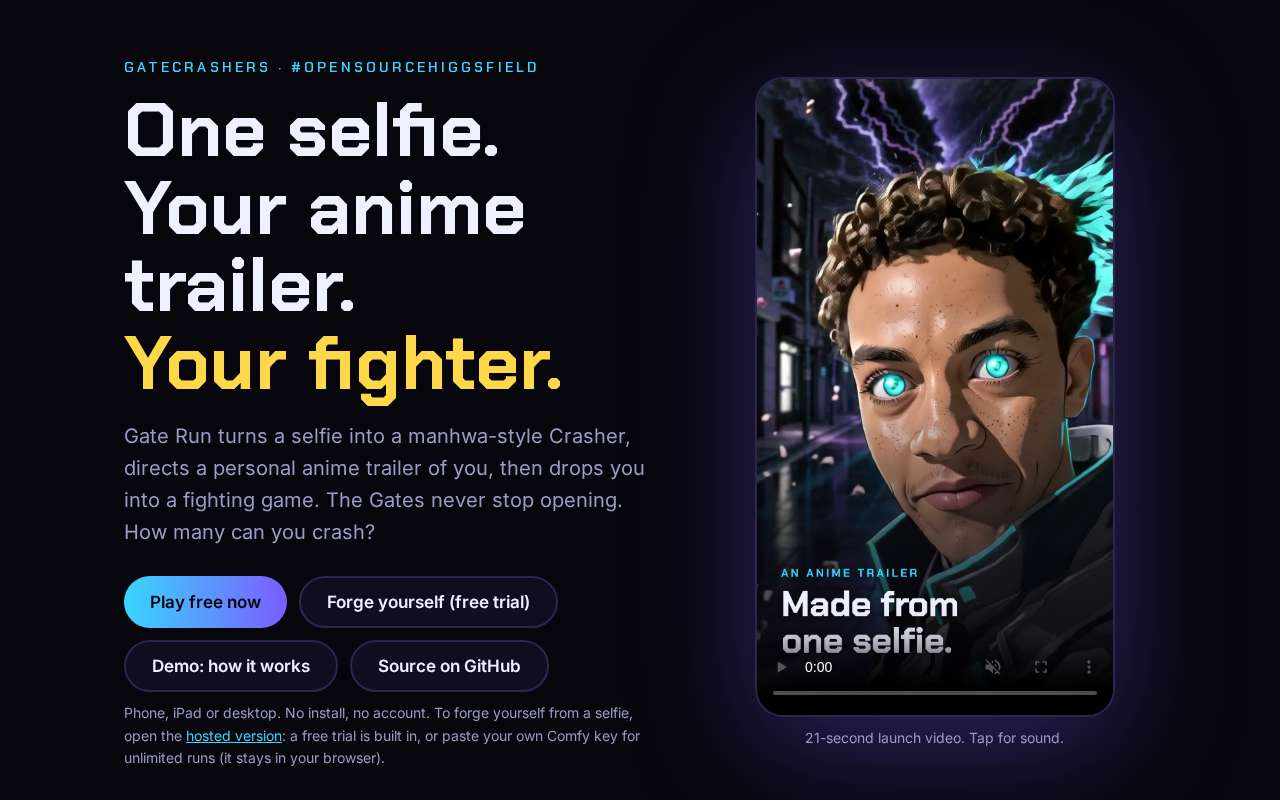 GATECRASHERS · #OPENSOURCEHIGGSFIELD
One selfie.
Your anime
trailer.
Your fighter.
Gate Run turns a selfie into a manhwa-style Crasher,
directs a personal anime trailer of you, then drops you
into a fighting game. The Gates never stop opening.
How many can you crash?
Play free now
Forge yourself (free trial)
Demo: how it works
Source on GitHub
Phone, iPad or desktop. No install, no account. To forge yourself from a selfie,
open the hosted version: a free trial is built in, or paste your own Comfy key for
unlimited runs (it stays in your browser).
AN ANIME TRAILER
Made from
one selfie.
0:00
21-second launch video. Tap for sound.